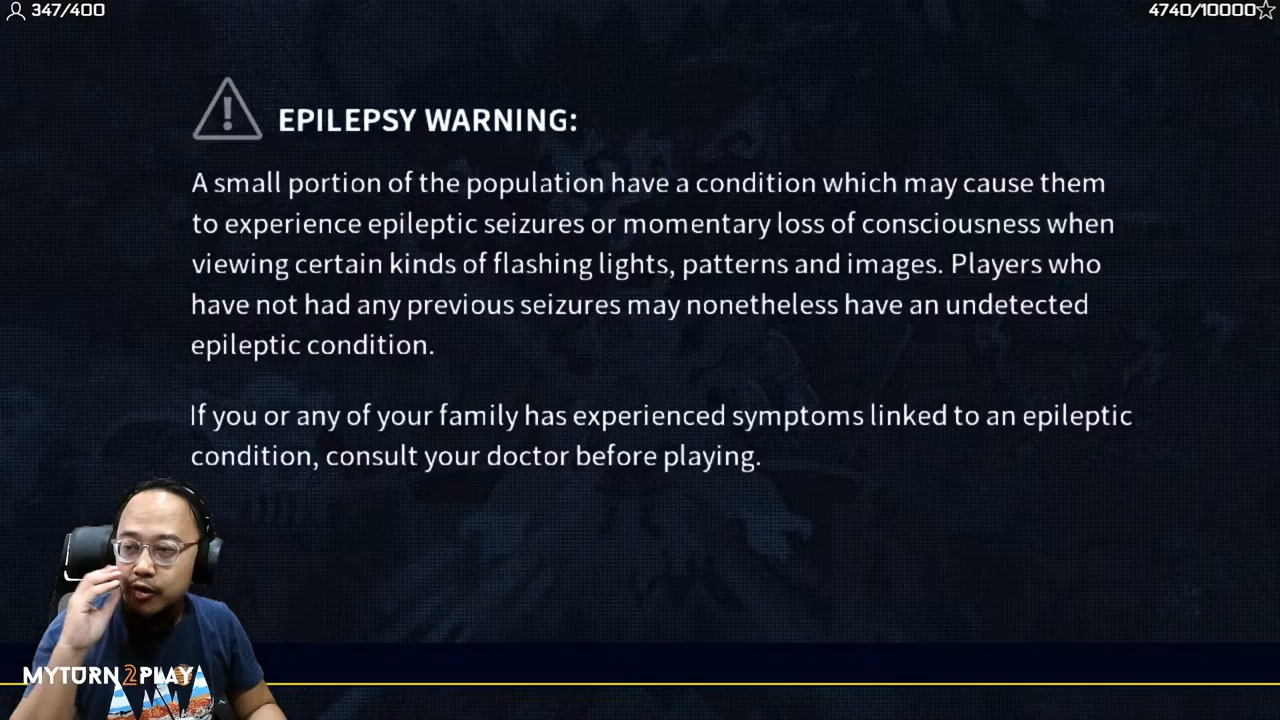 347/400
4740/10000
EPILEPSY WARNING:
A small portion of the population have a condition which may cause them
to experience epileptic seizures or momentary loss of consciousness when
viewing certain kinds of flashing lights, patterns and images. Players who
have not had any previous seizures may nonetheless have an undetected
epileptic condition.
If you or any of your family has experienced symptoms linked to an epileptic
condition, consult your doctor before playing.
MYTURN2PLAY